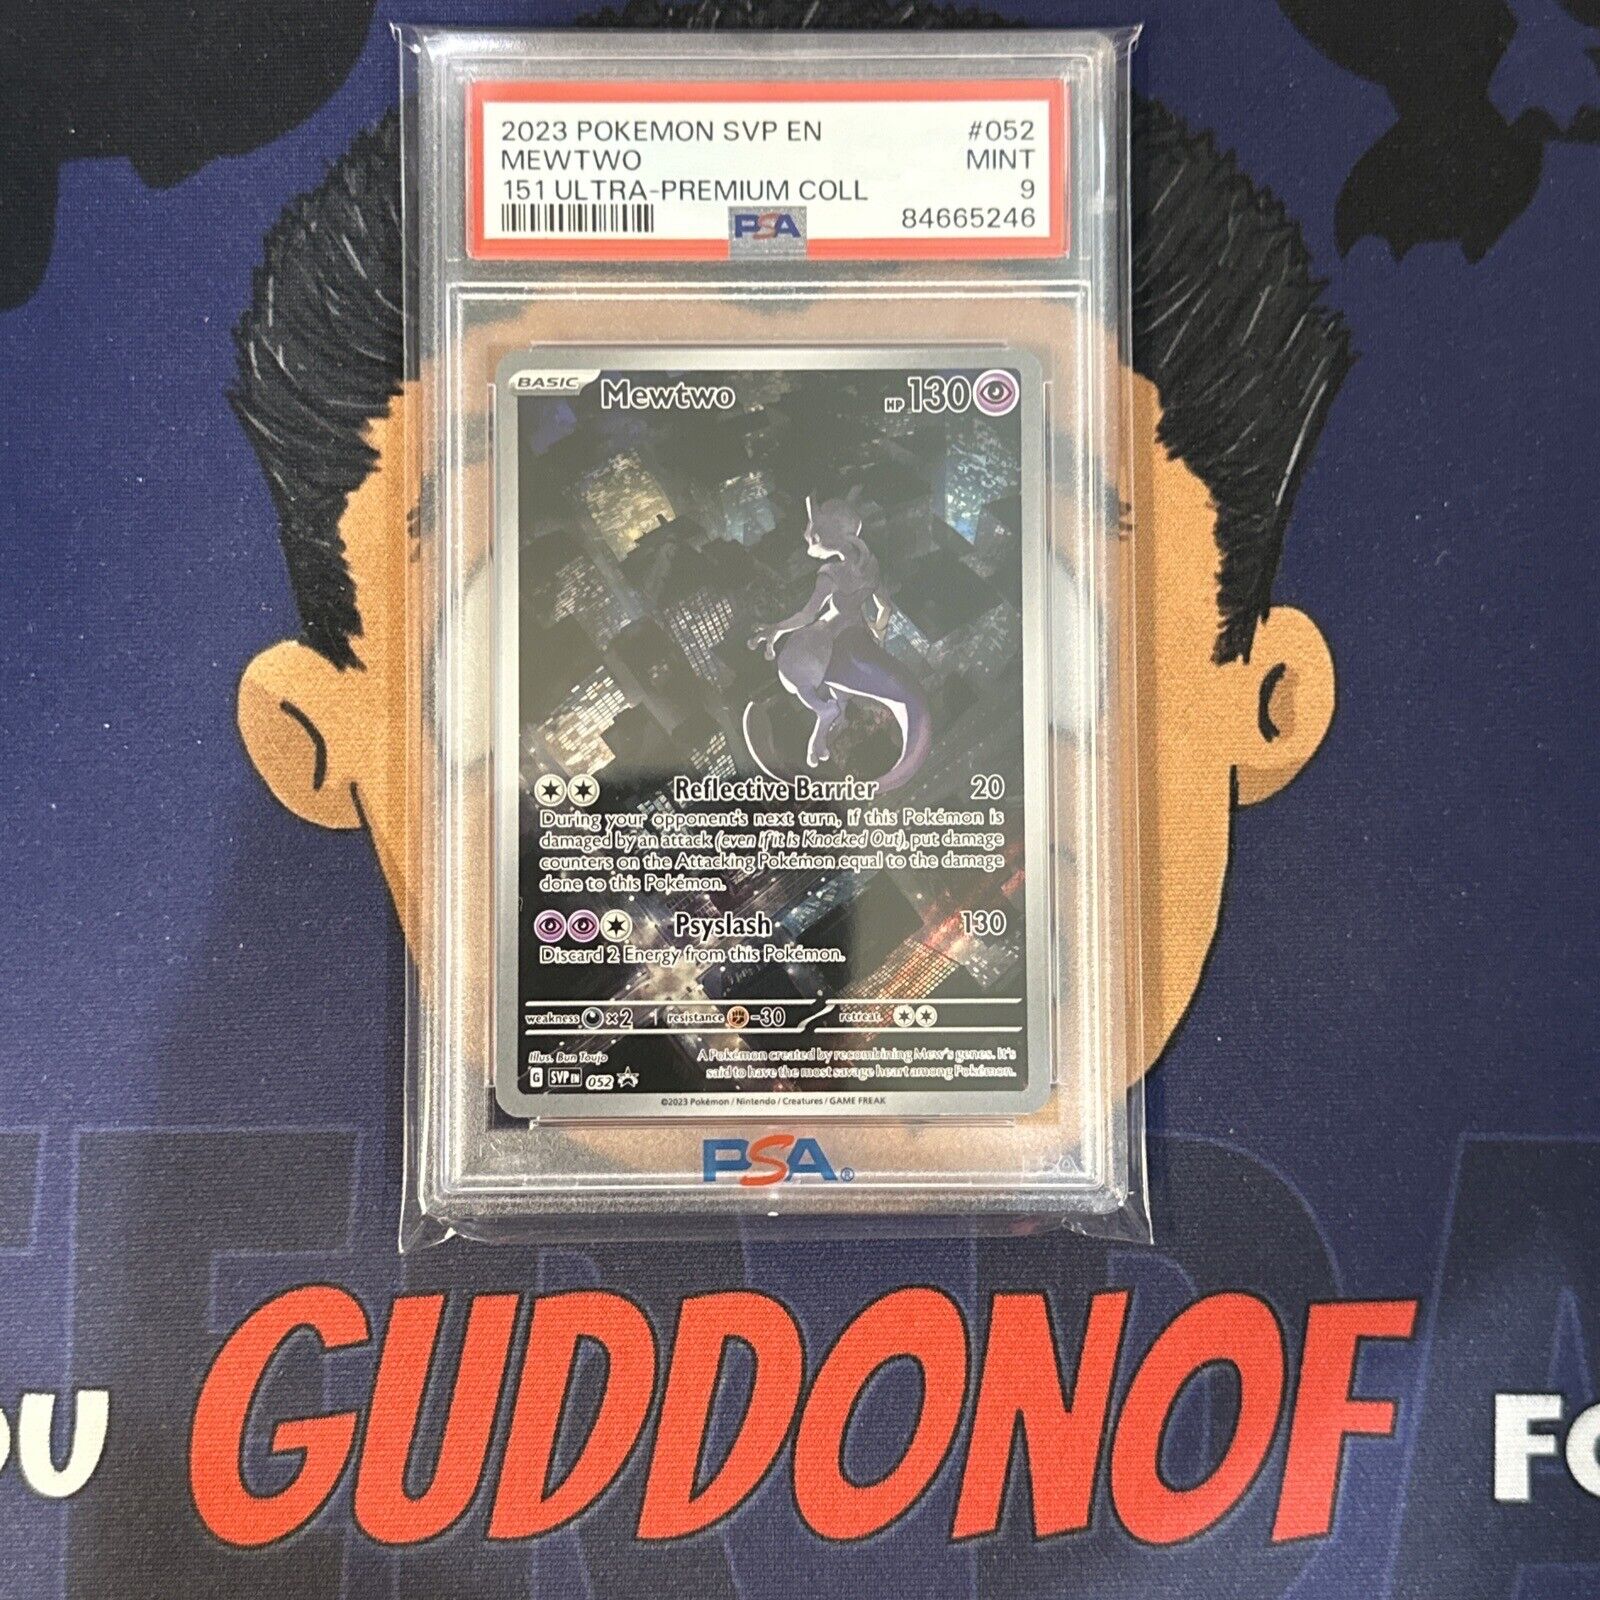 2023 POKEMON SVP EN #052
MEWTWO MINT
151 ULTRA-PREMIUM COLL 9
PSA 84665246
BASIC Mewtwo HP 130
Reflective Barrier 20
During your opponent's next turn, if this Pokémon is
damaged by an attack (even if it is Knocked Out), put damage
counters on the Attacking Pokémon equal to the damage
done to this Pokémon.
Psyslash 130
Discard 2 Energy from this Pokémon.
weakness ×2 resistance -30 retreat
Illus. Bun Toujo
A Pokémon created by recombining Mew's genes. It's
said to have the most savage heart among Pokémon.
G SVP EN 052
©2023 Pokémon / Nintendo / Creatures / GAME FREAK
PSA®
OU GUDDONOF FO